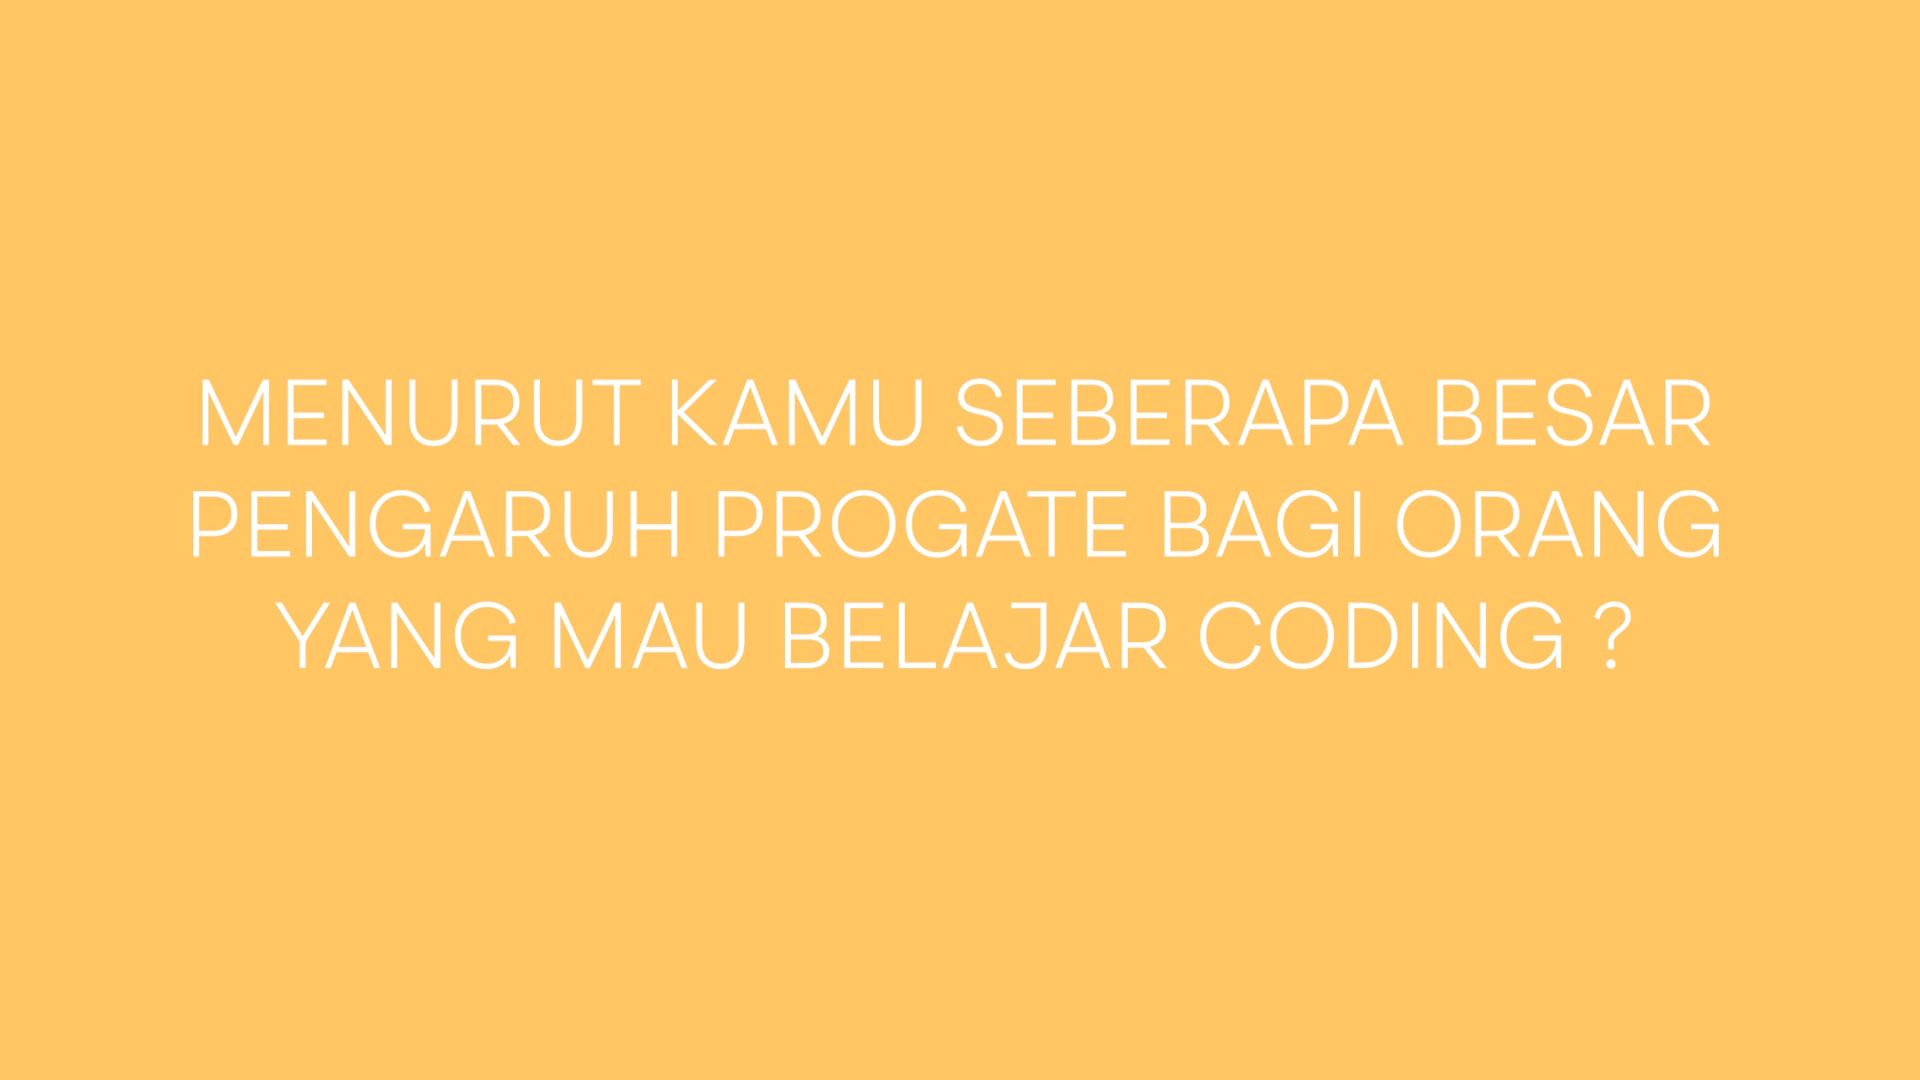 MENURUT KAMU SEBERAPA BESAR
PENGARUH PROGATE BAGI ORANG
YANG MAU BELAJAR CODING ?